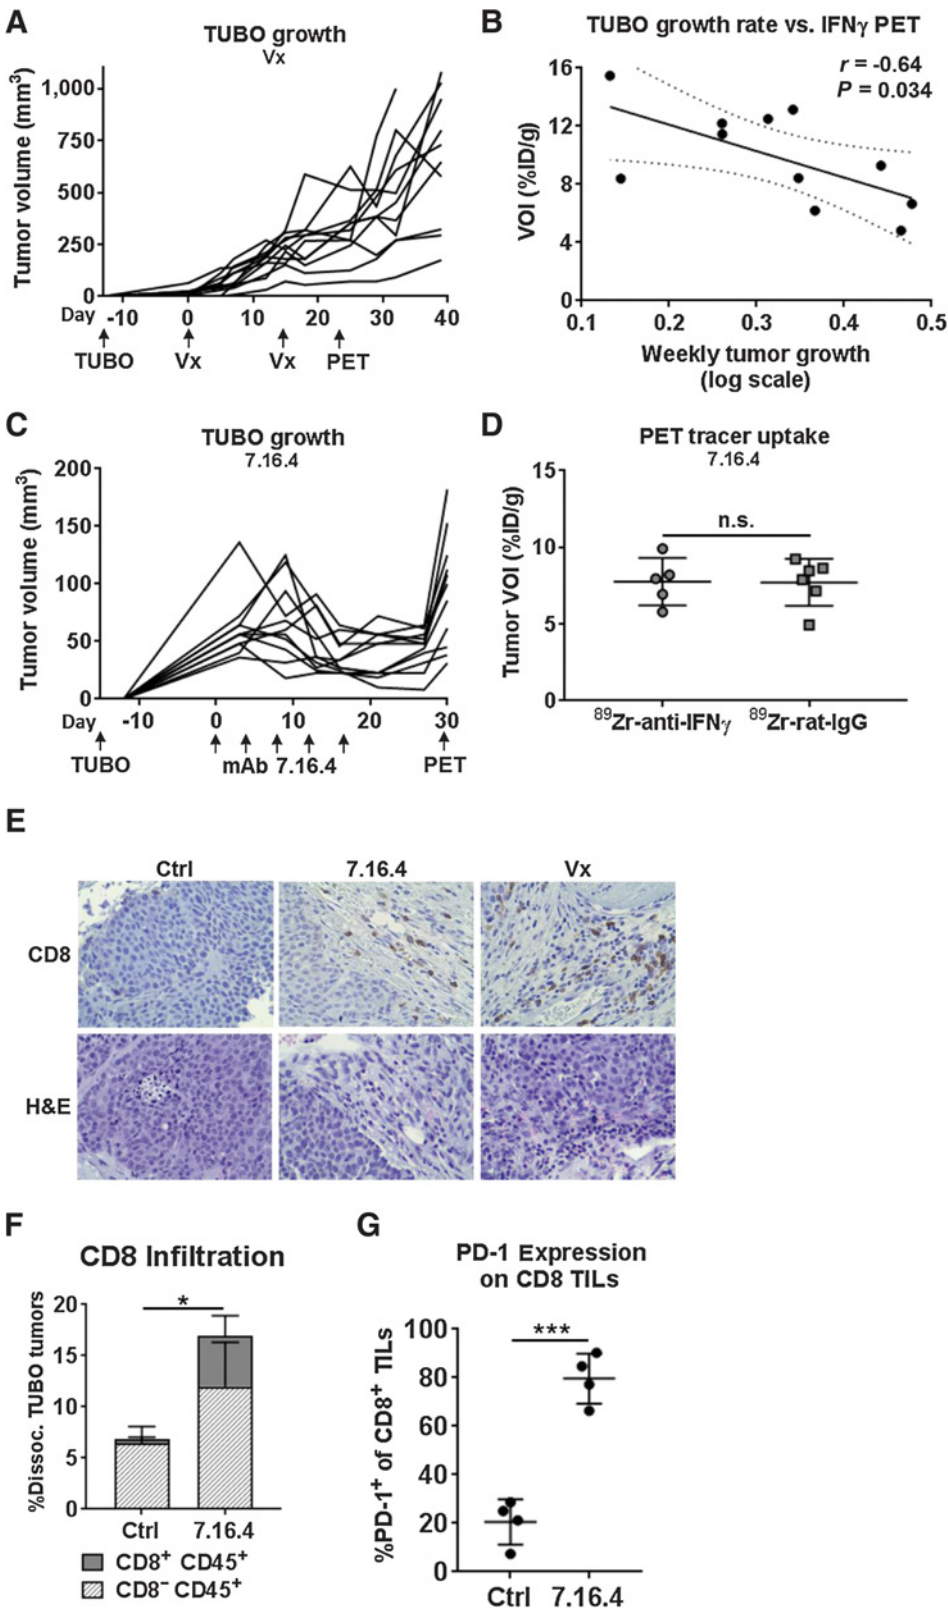 A
TUBO growth
Vx
Tumor volume (mm³)
1,000
750
500
250
0
Day -10 0 10 20 30 40
TUBO Vx Vx PET
B
TUBO growth rate vs. IFNγ PET
r = -0.64
P = 0.034
VOI (%ID/g)
16
12
8
4
0
0.1 0.2 0.3 0.4 0.5
Weekly tumor growth
(log scale)
C
TUBO growth
7.16.4
Tumor volume (mm³)
200
150
100
50
0
Day -10 0 10 20 30
TUBO mAb 7.16.4 PET
D
PET tracer uptake
7.16.4
Tumor VOI (%ID/g)
15
10
5
0
n.s.
⁸⁹Zr-anti-IFNγ ⁸⁹Zr-rat-IgG
E
Ctrl 7.16.4 Vx
CD8
H&E
F
CD8 Infiltration
%Dissoc. TUBO tumors
20
15
10
5
0
*
Ctrl 7.16.4
CD8⁺ CD45⁺
CD8⁻ CD45⁺
G
PD-1 Expression
on CD8 TILs
%PD-1⁺ of CD8⁺ TILs
100
80
60
40
20
0
***
Ctrl 7.16.4